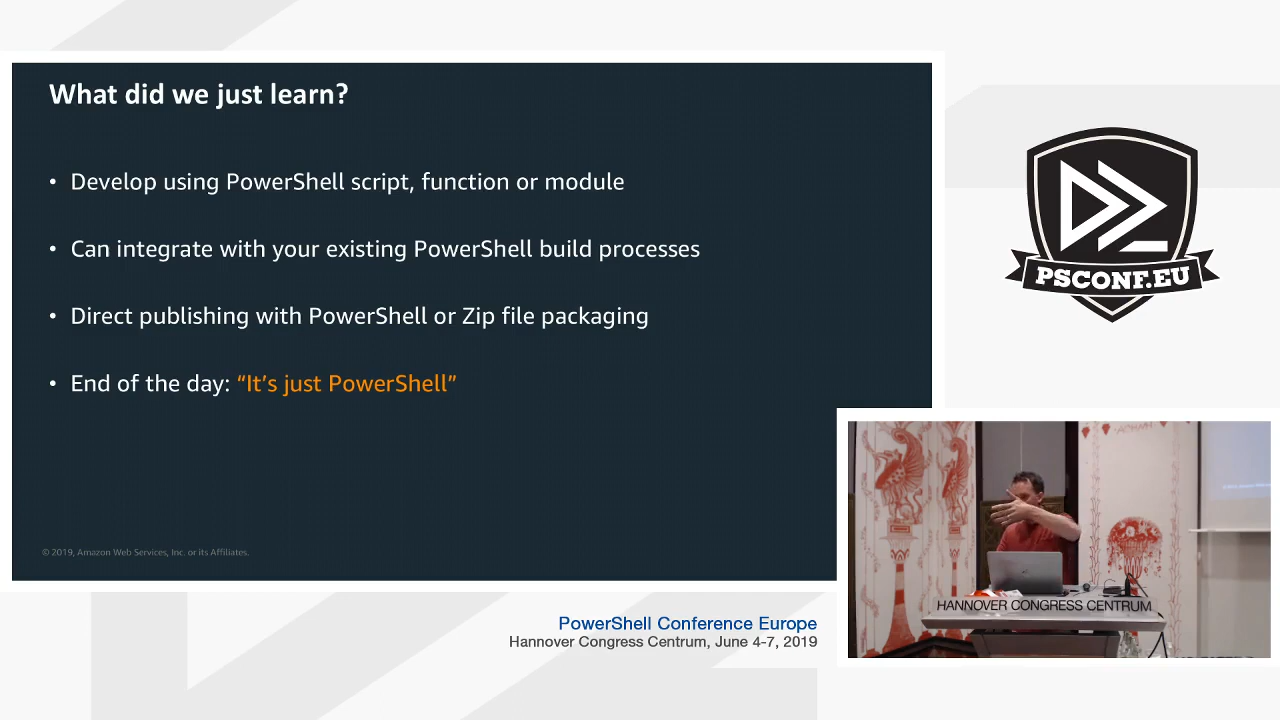 What did we just learn?
• Develop using PowerShell script, function or module
• Can integrate with your existing PowerShell build processes
• Direct publishing with PowerShell or Zip file packaging
• End of the day: “It’s just PowerShell”
© 2019, Amazon Web Services, Inc. or its Affiliates.
PSCONF.EU
HANNOVER CONGRESS CENTRUM
PowerShell Conference Europe
Hannover Congress Centrum, June 4-7, 2019